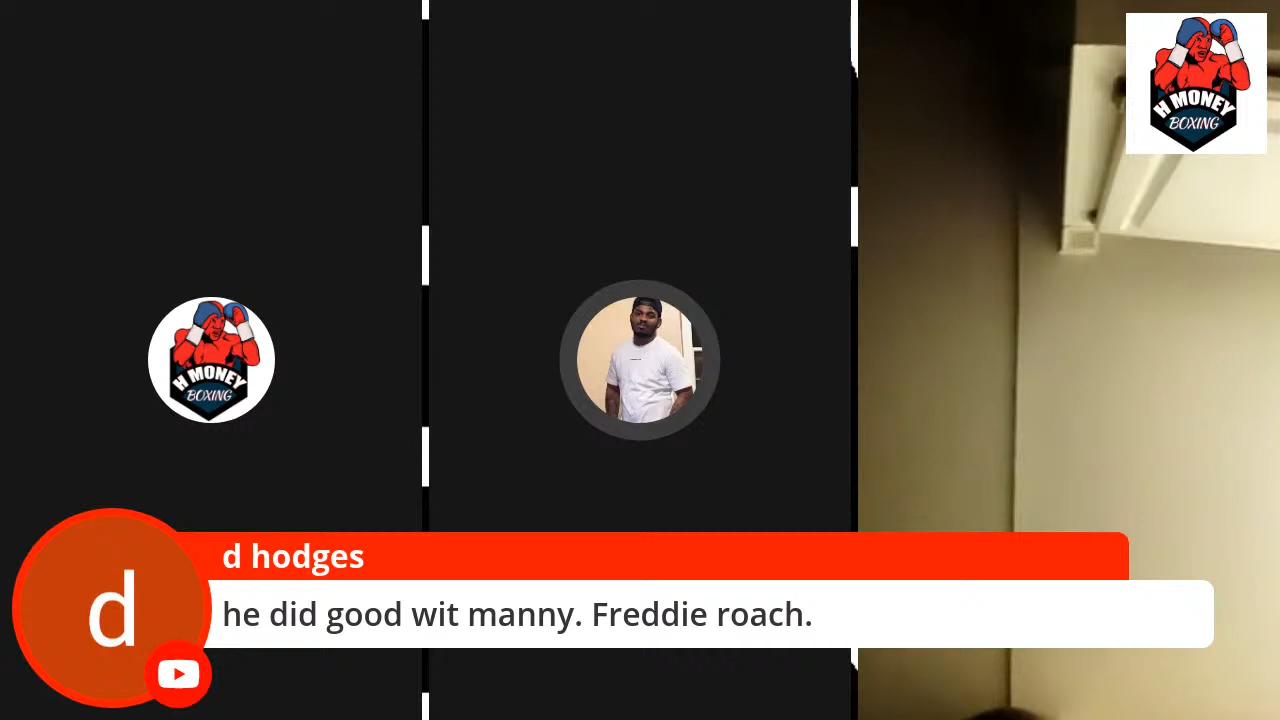 H MONEY
BOXING
H MONEY
BOXING
d hodges
d
he did good wit manny. Freddie roach.